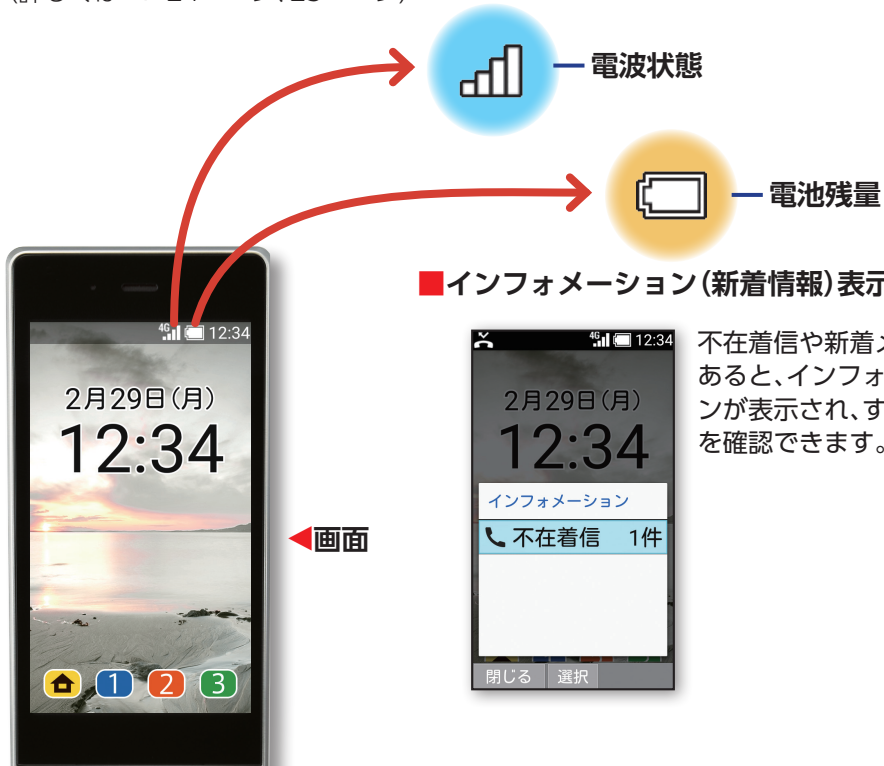 電波状態
電池残量
■インフォメーション（新着情報）表示
4G 12:34
2月29日（月）
12:34
1 2 3
◀画面
4G 12:34
2月29日（月）
12:34
インフォメーション
不在着信 1件
閉じる 選択
不在着信や新着メ
あると、インフォ
ンが表示され、す
を確認できます。